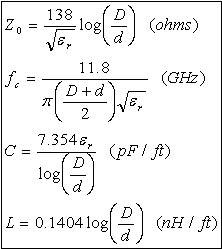 Z₀ = 138/√εᵣ log(D/d) (ohms)
f_c = 11.8/(π((D + d)/2)√εᵣ) (GHz)
C = 7.354εᵣ/log(D/d) (pF / ft)
L = 0.1404 log(D/d) (nH / ft)